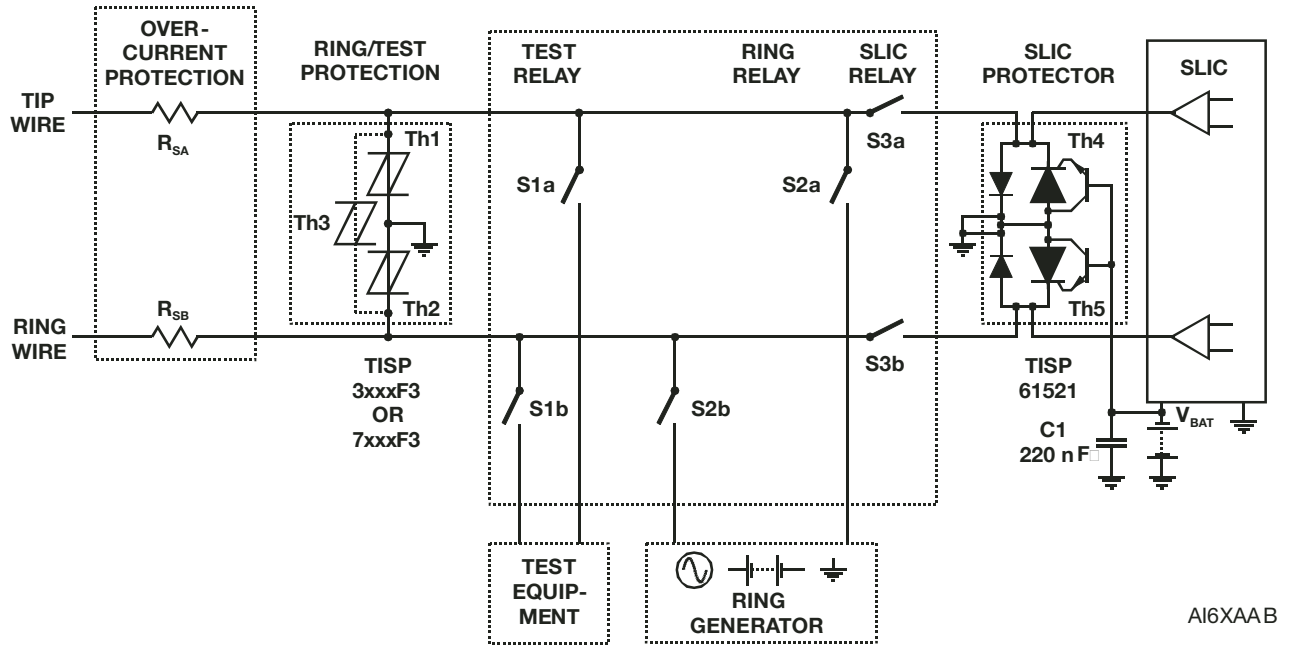 OVER-
CURRENT
PROTECTION
RING/TEST
PROTECTION
TEST
RELAY
RING
RELAY
SLIC
RELAY
SLIC
PROTECTOR
SLIC
TIP
WIRE
RSA
Th1
Th3
Th2
S1a
S2a
S3a
Th4
Th5
RING
WIRE
RSB
TISP
3xxxF3
OR
7xxxF3
S1b
S2b
S3b
TISP
61521
C1
220 nF
VBAT
TEST
EQUIP-
MENT
RING
GENERATOR
AI6XAAB